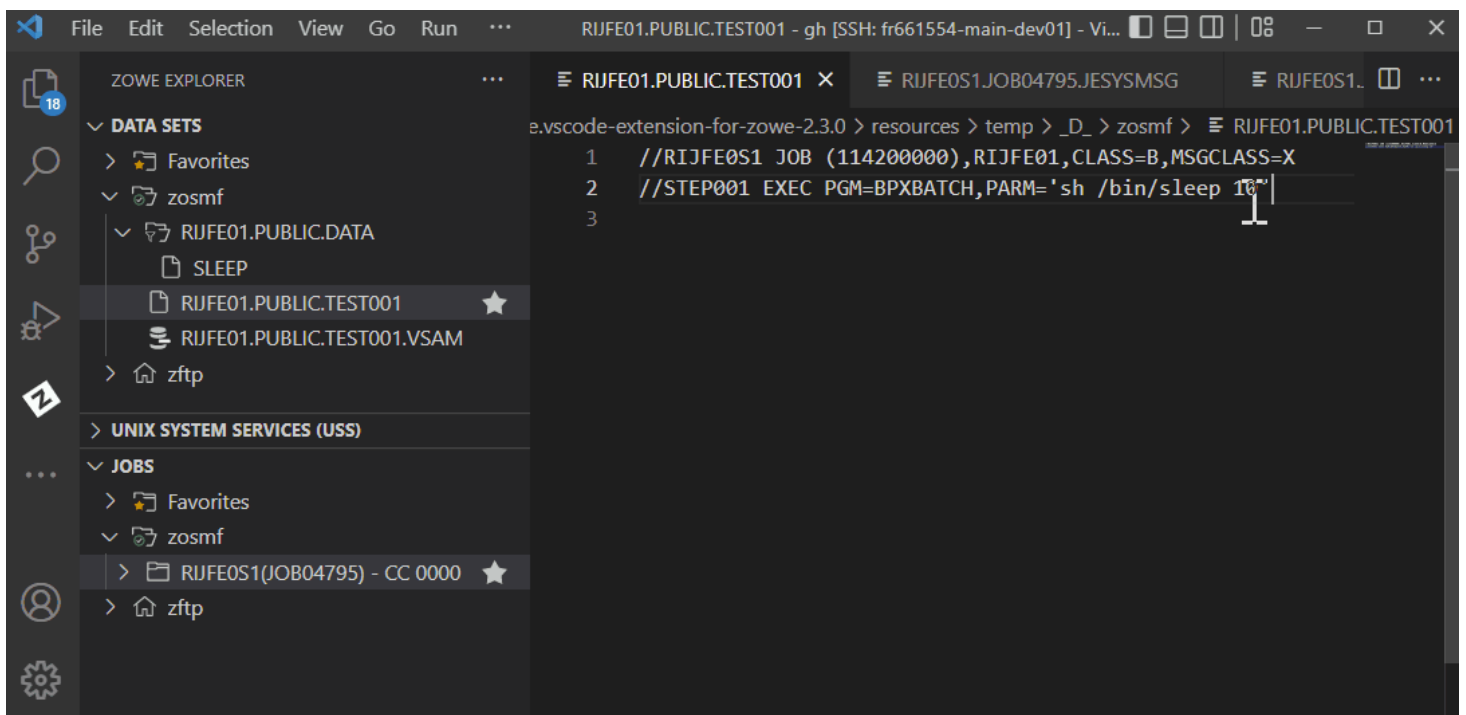 File Edit Selection View Go Run ··· RIJFE01.PUBLIC.TEST001 - gh [SSH: fr661554-main-dev01] - Vi...
18
ZOWE EXPLORER ···
RIJFE01.PUBLIC.TEST001 RIJFE0S1.JOB04795.JESYSMSG RIJFE0S1. ···
e.vscode-extension-for-zowe-2.3.0 > resources > temp > _D_ > zosmf > RIJFE01.PUBLIC.TEST001
DATA SETS
Favorites
zosmf
RIJFE01.PUBLIC.DATA
SLEEP
RIJFE01.PUBLIC.TEST001
RIJFE01.PUBLIC.TEST001.VSAM
zftp
UNIX SYSTEM SERVICES (USS)
JOBS
Favorites
zosmf
RIJFE0S1(JOB04795) - CC 0000
zftp
1 //RIJFE0S1 JOB (114200000),RIJFE01,CLASS=B,MSGCLASS=X
2 //STEP001 EXEC PGM=BPXBATCH,PARM='sh /bin/sleep 10'
3